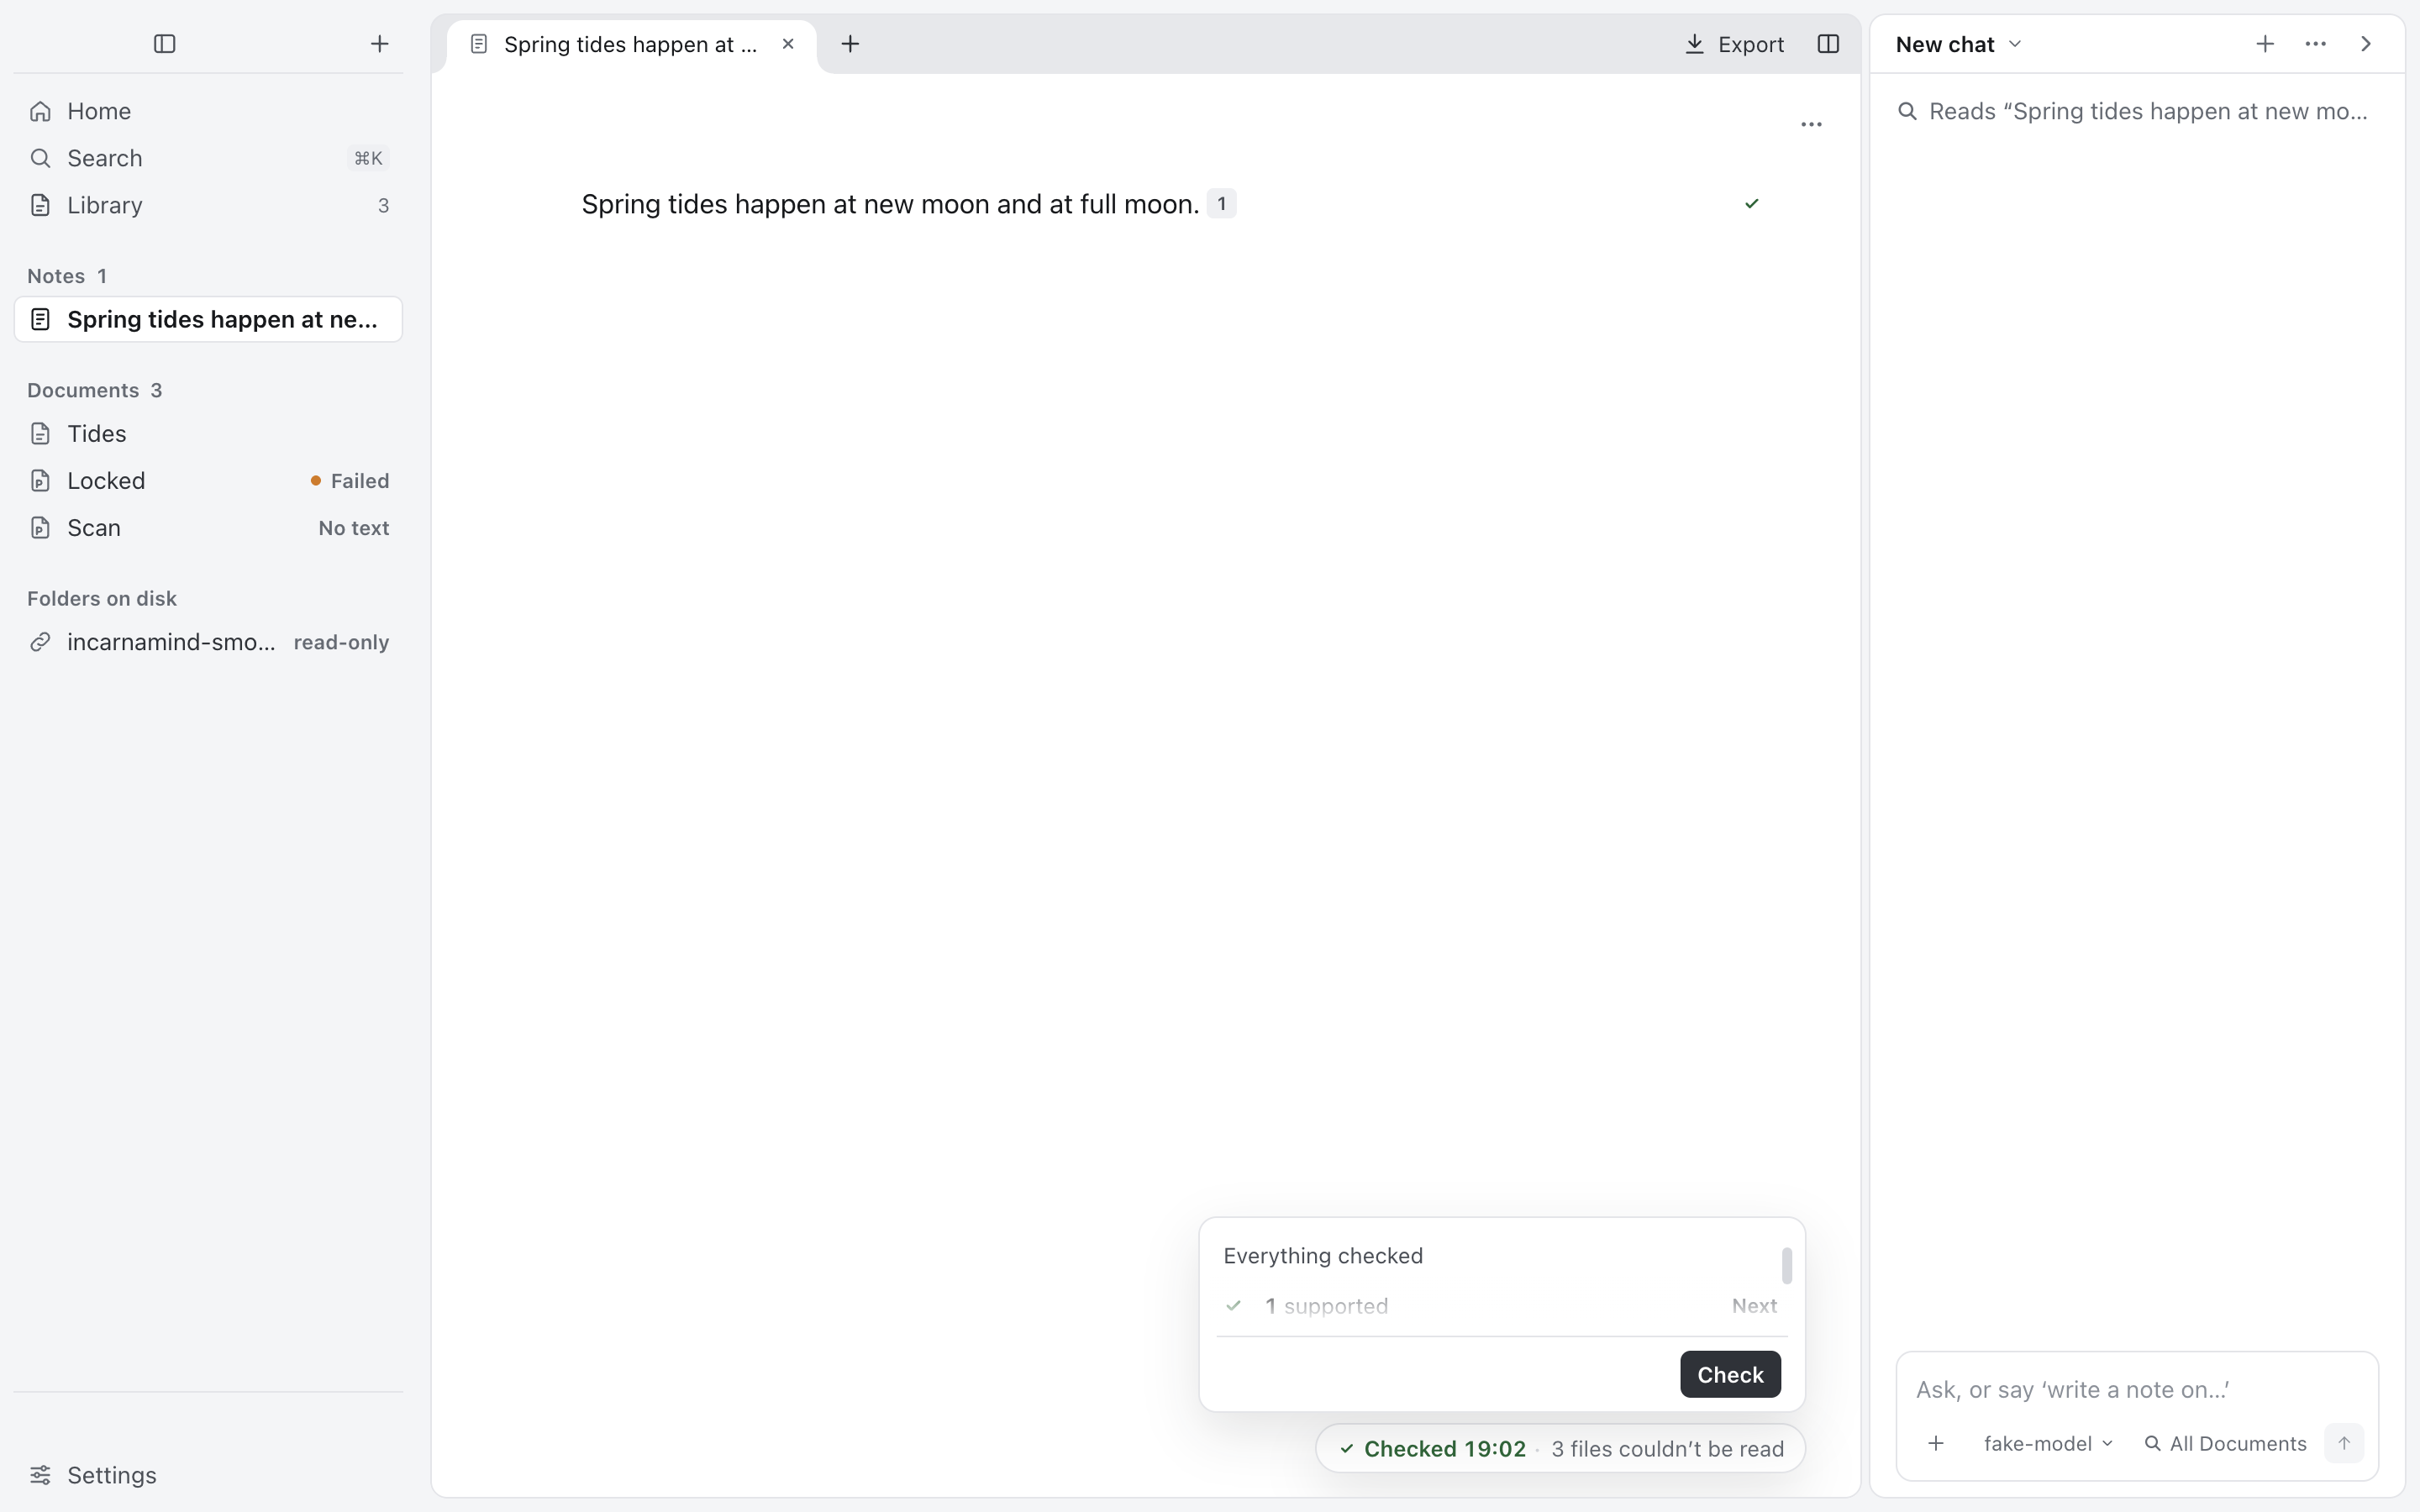 Home
Search ⌘K
Library 3
Notes 1
Spring tides happen at ne...
Documents 3
Tides
Locked Failed
Scan No text
Folders on disk
incarnamind-smo... read-only
Settings
Spring tides happen at ...
Export
Spring tides happen at new moon and at full moon. 1
Everything checked
1 supported Next
Check
Checked 19:02 · 3 files couldn’t be read
New chat
Reads “Spring tides happen at new mo...
Ask, or say ‘write a note on…’
fake-model All Documents